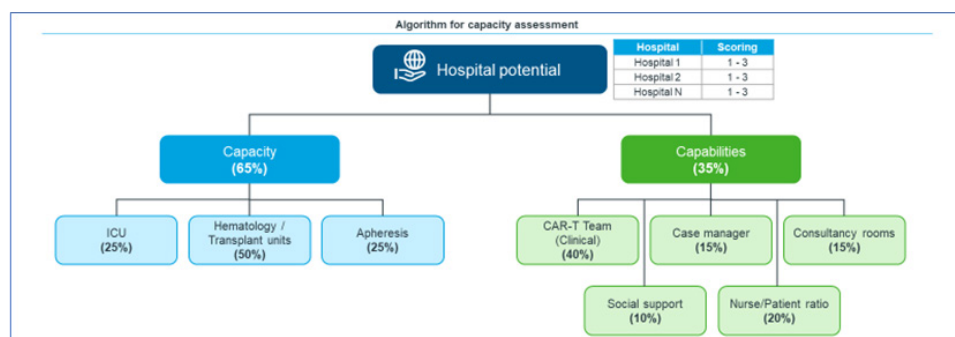 Algorithm for capacity assessment
Hospital potential
Hospital Scoring
Hospital 1 1 - 3
Hospital 2 1 - 3
Hospital N 1 - 3
Capacity
(65%)
Capabilities
(35%)
ICU
(25%)
Hematology /
Transplant units
(50%)
Apheresis
(25%)
CAR-T Team
(Clinical)
(40%)
Case manager
(15%)
Consultancy rooms
(15%)
Social support
(10%)
Nurse/Patient ratio
(20%)